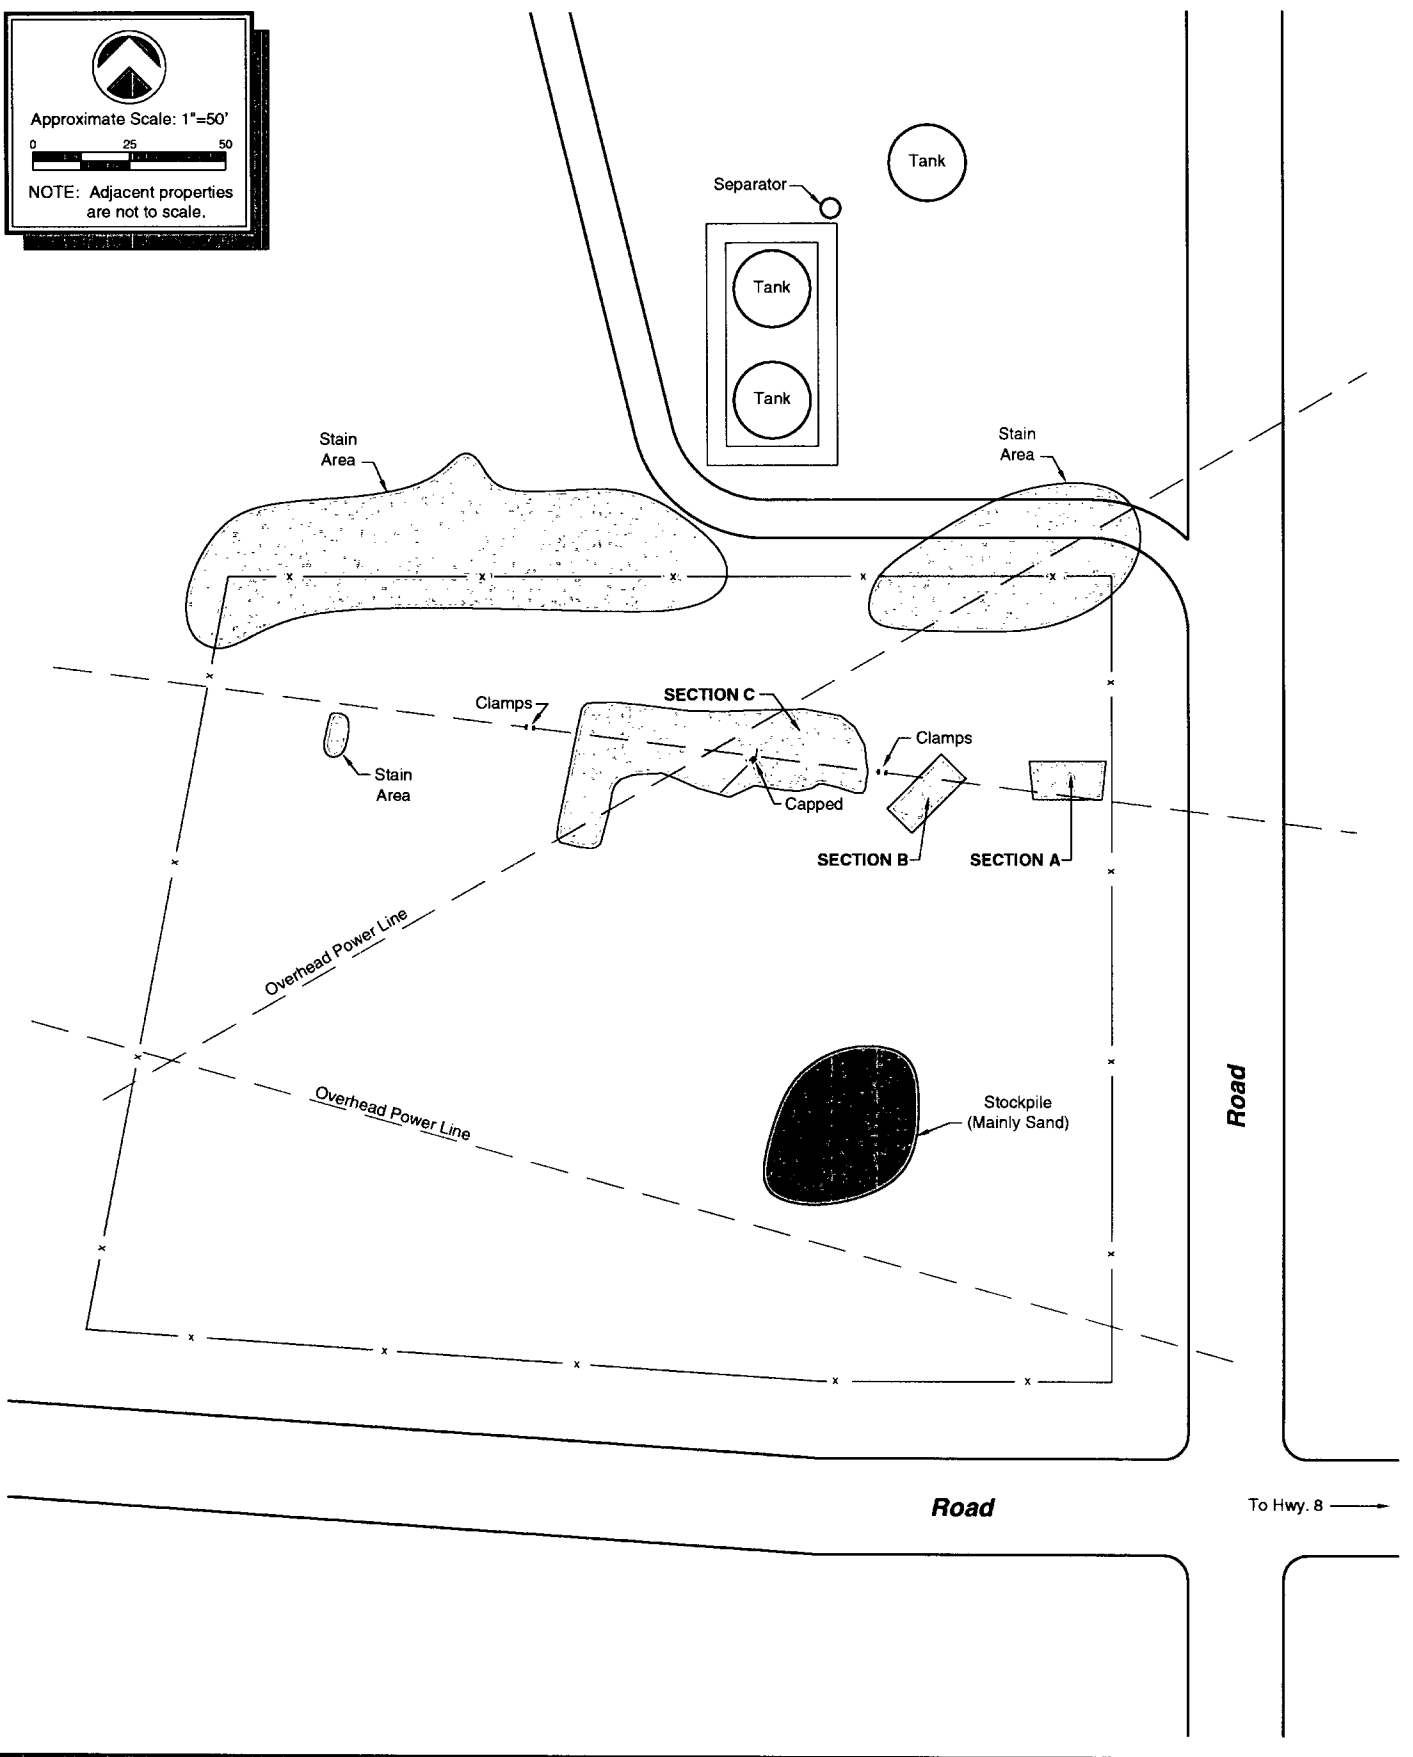 Approximate Scale: 1"=50'
0 25 50
NOTE: Adjacent properties
are not to scale.
Tank
Separator
Tank
Tank
Stain
Area
Stain
Area
SECTION C
Clamps
Clamps
Stain
Area
Capped
SECTION B
SECTION A
Overhead Power Line
Overhead Power Line
Stockpile
(Mainly Sand)
Road
Road
To Hwy. 8